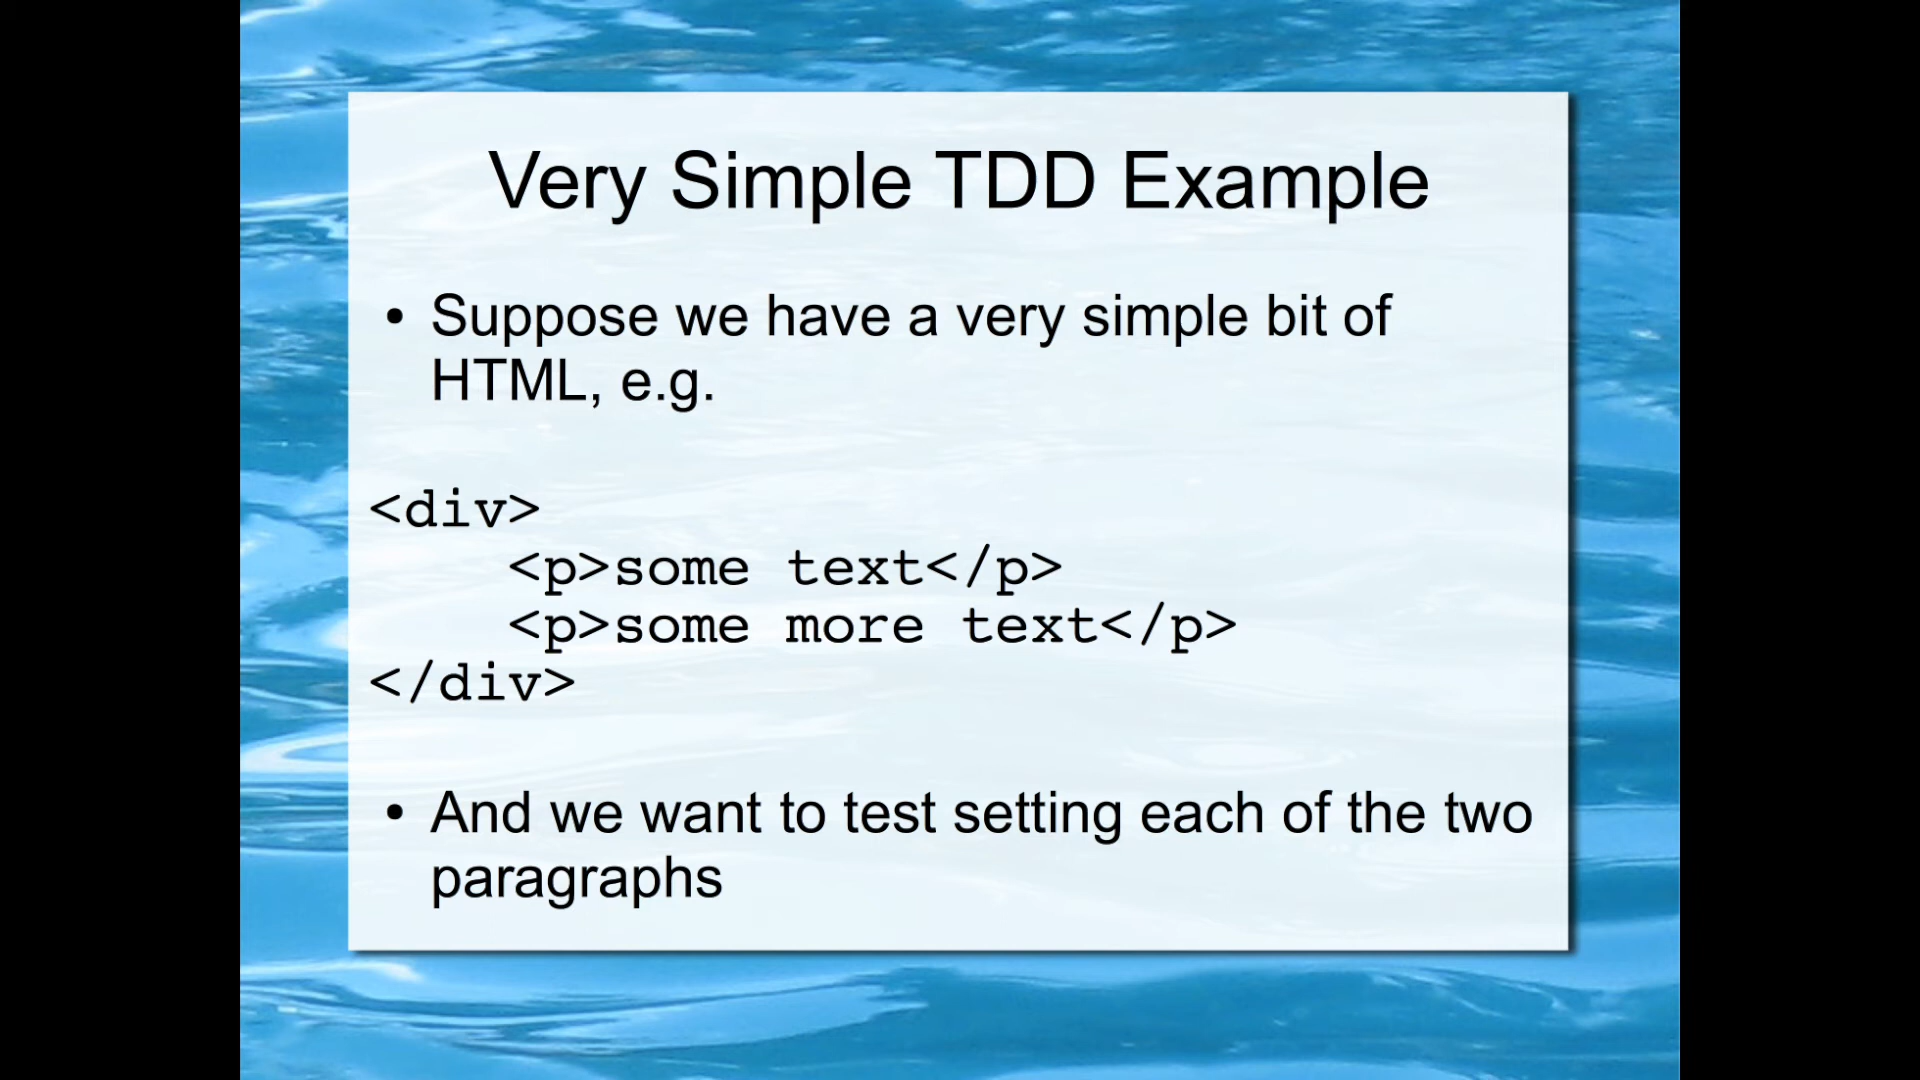 Very Simple TDD Example
• Suppose we have a very simple bit of
HTML, e.g.
<div>
    <p>some text</p>
    <p>some more text</p>
</div>
• And we want to test setting each of the two
paragraphs